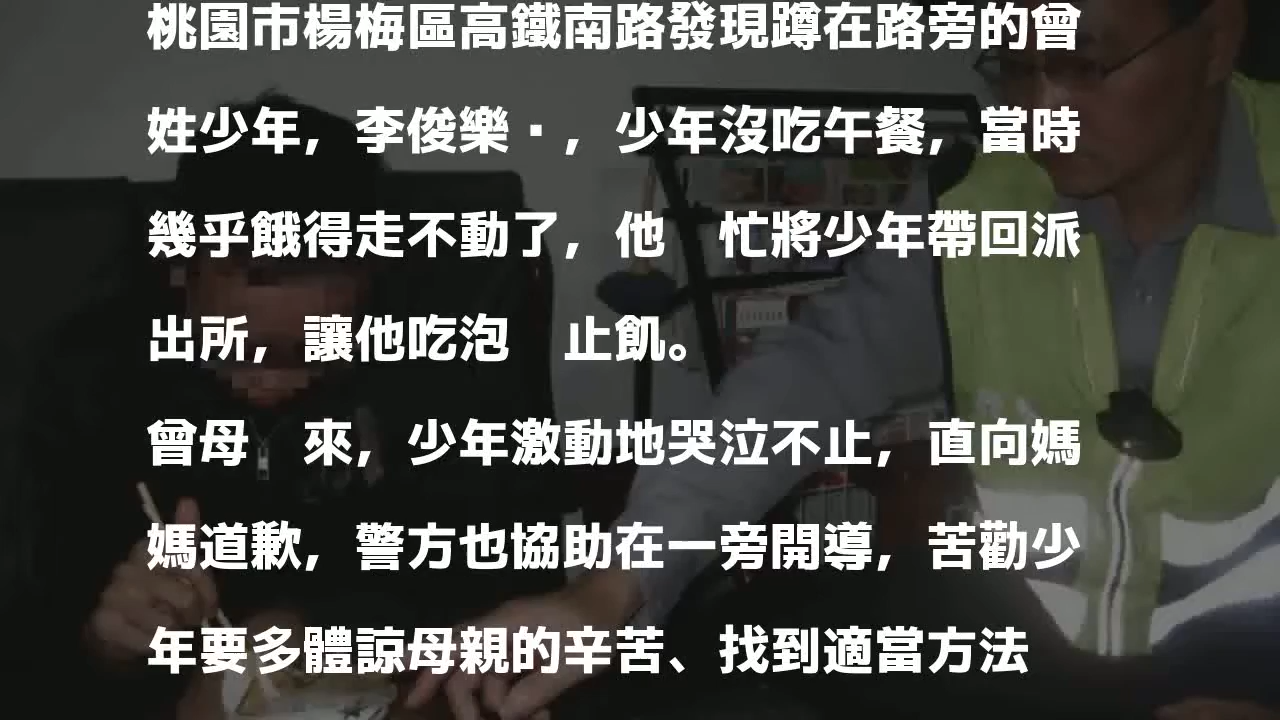 桃園市楊梅區高鐵南路發現蹲在路旁的曾
姓少年，李俊樂·，少年沒吃午餐，當時
幾乎餓得走不動了，他　忙將少年帶回派
出所，讓他吃泡　止飢。
曾母　來，少年激動地哭泣不止，直向媽
媽道歉，警方也協助在一旁開導，苦勸少
年要多體諒母親的辛苦、找到適當方法